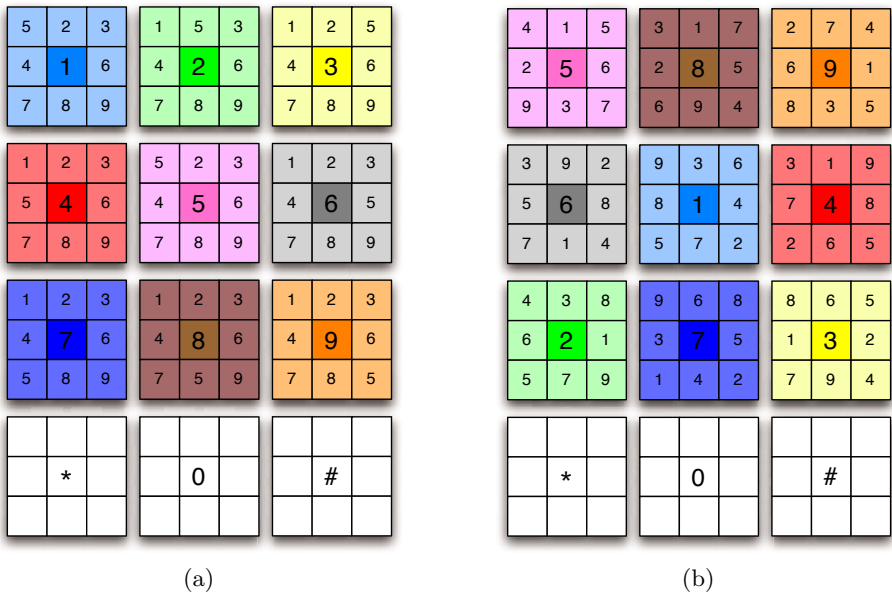 5 2 3 1 5 3 1 2 5 4 1 5 3 1 7 2 7 4
4 1 6 4 2 6 4 3 6 2 5 6 2 8 5 6 9 1
7 8 9 7 8 9 7 8 9 9 3 7 6 9 4 8 3 5
1 2 3 5 2 3 1 2 3 3 9 2 9 3 6 3 1 9
5 4 6 4 5 6 4 6 5 5 6 8 8 1 4 7 4 8
7 8 9 7 8 9 7 8 9 7 1 4 5 7 2 2 6 5
1 2 3 1 2 3 1 2 3 4 3 8 9 6 8 8 6 5
4 7 6 4 8 6 4 9 6 6 2 1 3 7 5 1 3 2
5 8 9 7 5 9 7 8 5 5 7 9 1 4 2 7 9 4
* 0 # * 0 #
(a) (b)